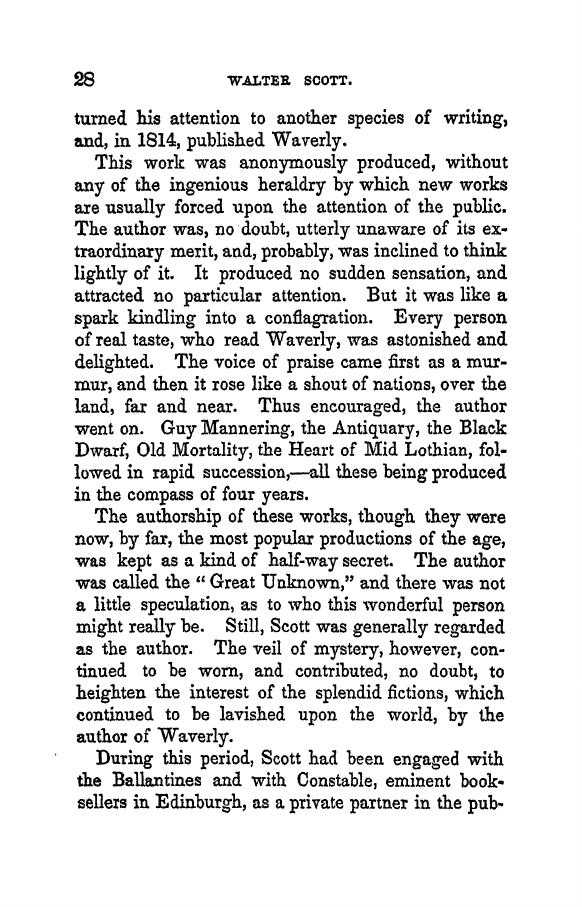 28 WALTER SCOTT.
turned his attention to another species of writing,
and, in 1814, published Waverly.
This work was anonymously produced, without
any of the ingenious heraldry by which new works
are usually forced upon the attention of the public.
The author was, no doubt, utterly unaware of its ex-
traordinary merit, and, probably, was inclined to think
lightly of it. It produced no sudden sensation, and
attracted no particular attention. But it was like a
spark kindling into a conflagration. Every person
of real taste, who read Waverly, was astonished and
delighted. The voice of praise came first as a mur-
mur, and then it rose like a shout of nations, over the
land, far and near. Thus encouraged, the author
went on. Guy Mannering, the Antiquary, the Black
Dwarf, Old Mortality, the Heart of Mid Lothian, fol-
lowed in rapid succession,—all these being produced
in the compass of four years.
The authorship of these works, though they were
now, by far, the most popular productions of the age,
was kept as a kind of half-way secret. The author
was called the "Great Unknown," and there was not
a little speculation, as to who this wonderful person
might really be. Still, Scott was generally regarded
as the author. The veil of mystery, however, con-
tinued to be worn, and contributed, no doubt, to
heighten the interest of the splendid fictions, which
continued to be lavished upon the world, by the
author of Waverly.
During this period, Scott had been engaged with
the Ballantines and with Constable, eminent book-
sellers in Edinburgh, as a private partner in the pub-